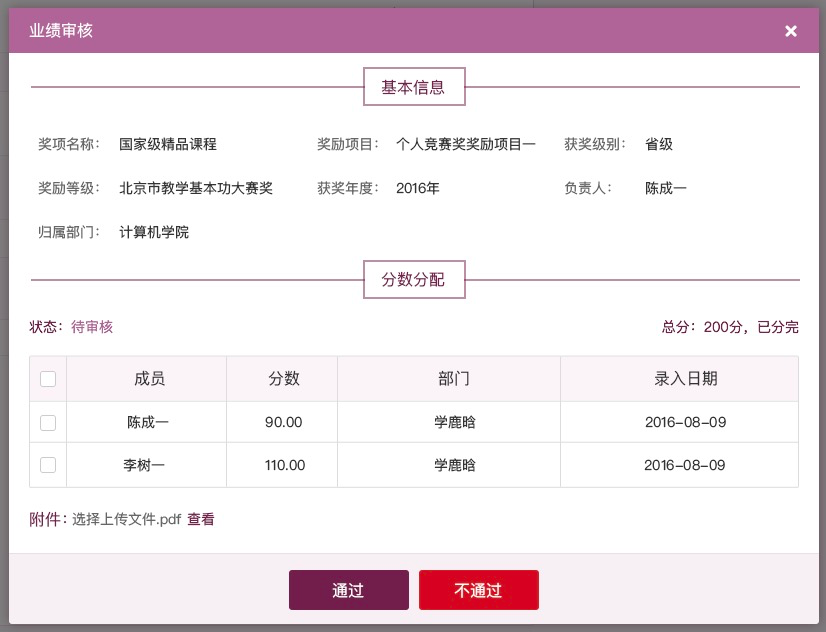 业绩审核
基本信息
奖项名称： 国家级精品课程 奖励项目： 个人竞赛奖奖励项目一 获奖级别： 省级
奖励等级： 北京市教学基本功大赛奖 获奖年度： 2016年 负责人： 陈成一
归属部门： 计算机学院
分数分配
状态：待审核 总分：200分，已分完
成员 分数 部门 录入日期
陈成一 90.00 学鹿晗 2016-08-09
李树一 110.00 学鹿晗 2016-08-09
附件：选择上传文件.pdf 查看
通过 不通过